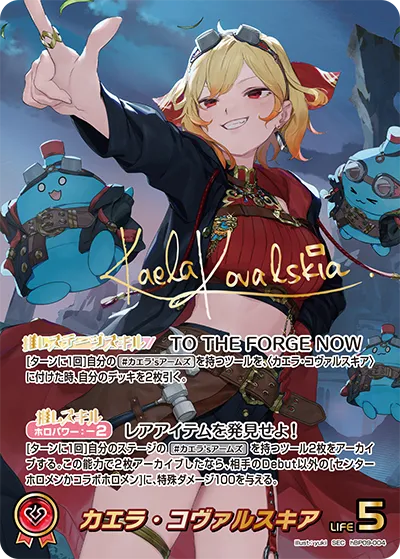 Kaela Kovalskia
推しステージスキル TO THE FORGE NOW
[ターンに1回]自分の #カエラ'sアームズ を持つツールを、〈カエラ・コヴァルスキア〉
に付けた時、自分のデッキを2枚引く。
推しスキル
ホロパワー:-2 レアアイテムを発見せよ!
[ターンに1回]自分のステージの #カエラ'sアームズ を持つツール2枚をアーカイ
ブする。この能力で2枚アーカイブしたなら、相手のDebut以外の[センター
ホロメンかコラボホロメン]に、特殊ダメージ100を与える。
カエラ・コヴァルスキア LIFE 5
illust:yuki SEC hBP09-004